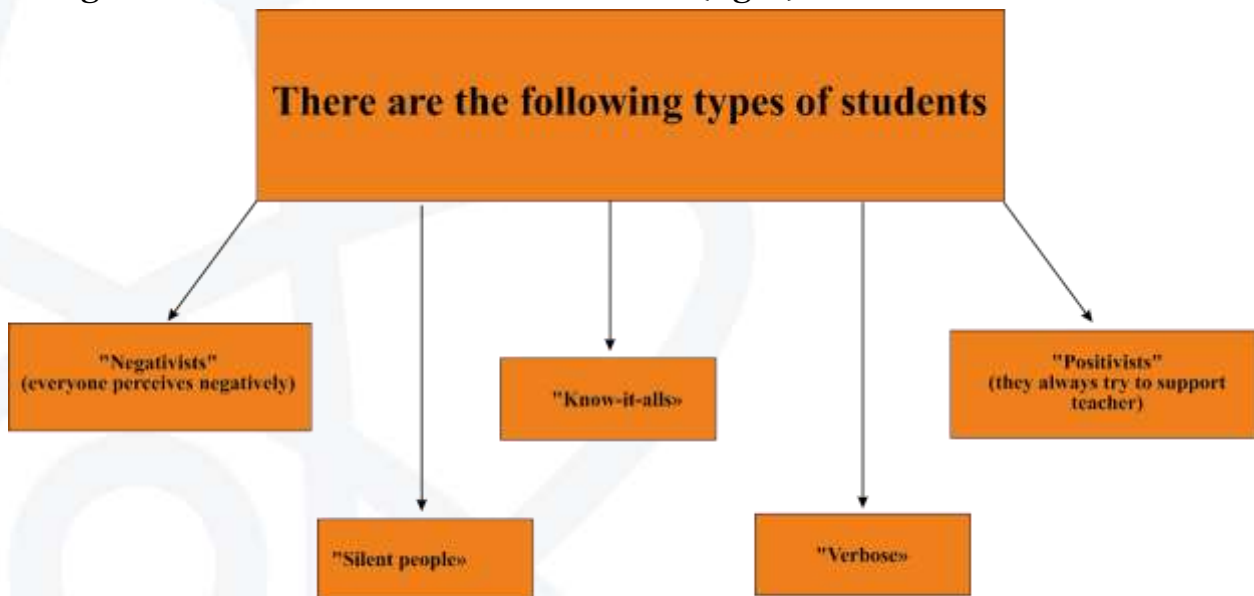 There are the following types of students
"Negativists"
(everyone perceives negatively)
"Know-it-alls»
"Positivists"
(they always try to support
teacher)
"Silent people»
"Verbose»